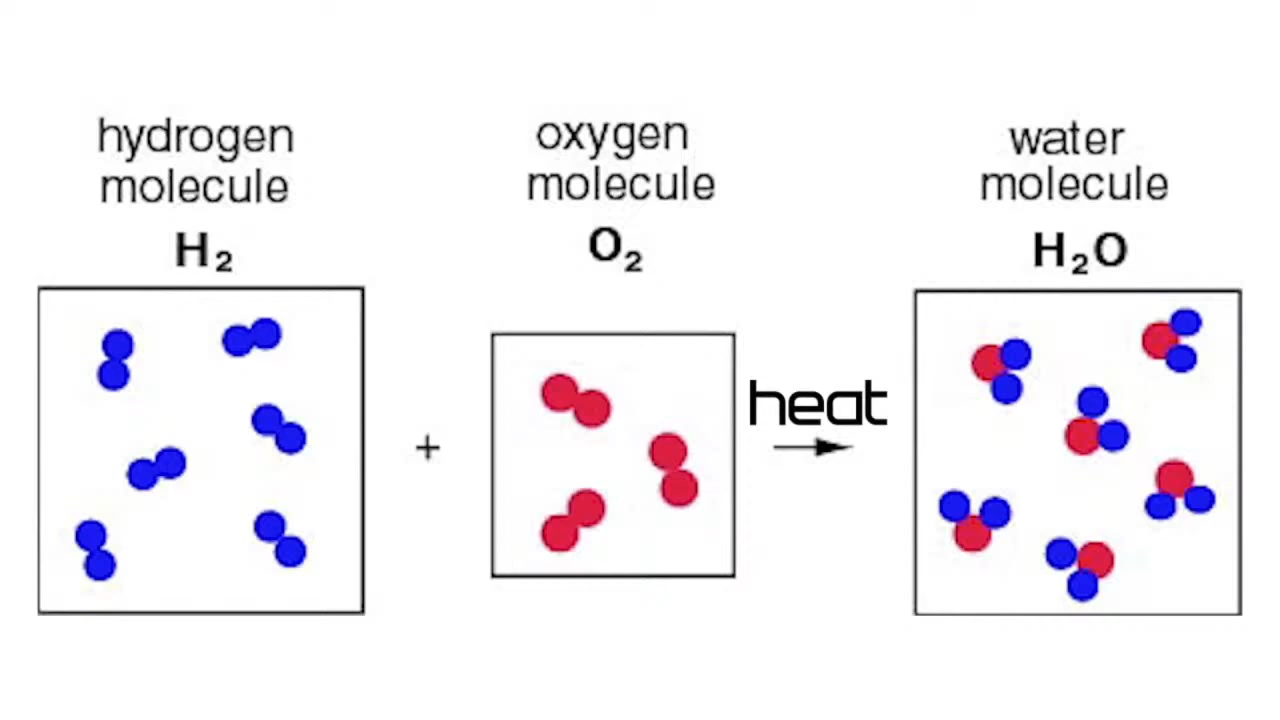 hydrogen
molecule
H₂
+
oxygen
molecule
O₂
heat
water
molecule
H₂O